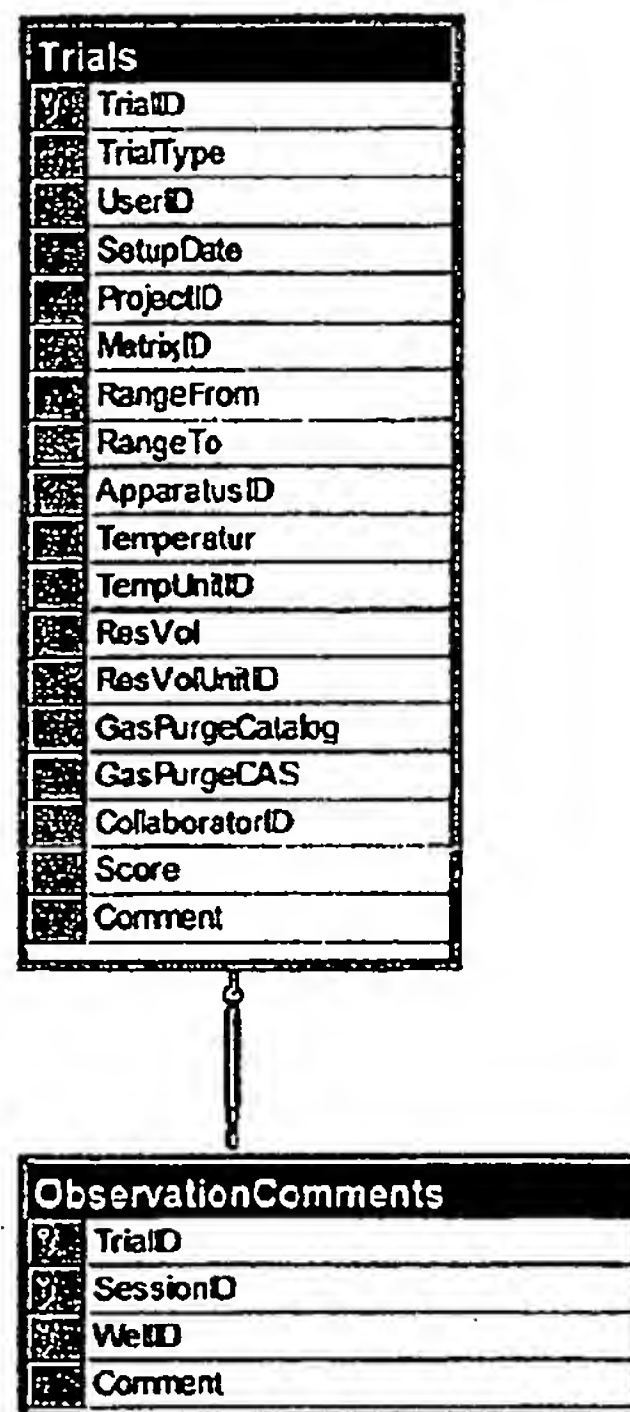 Trials
TrialID
TrialType
UserID
SetupDate
ProjectID
MatrixID
RangeFrom
RangeTo
ApparatusID
Temperatur
TempUnitID
ResVol
ResVolUnitID
GasPurgeCatalog
GasPurgeCAS
CollaboratorID
Score
Comment
ObservationComments
TrialID
SessionID
WellID
Comment